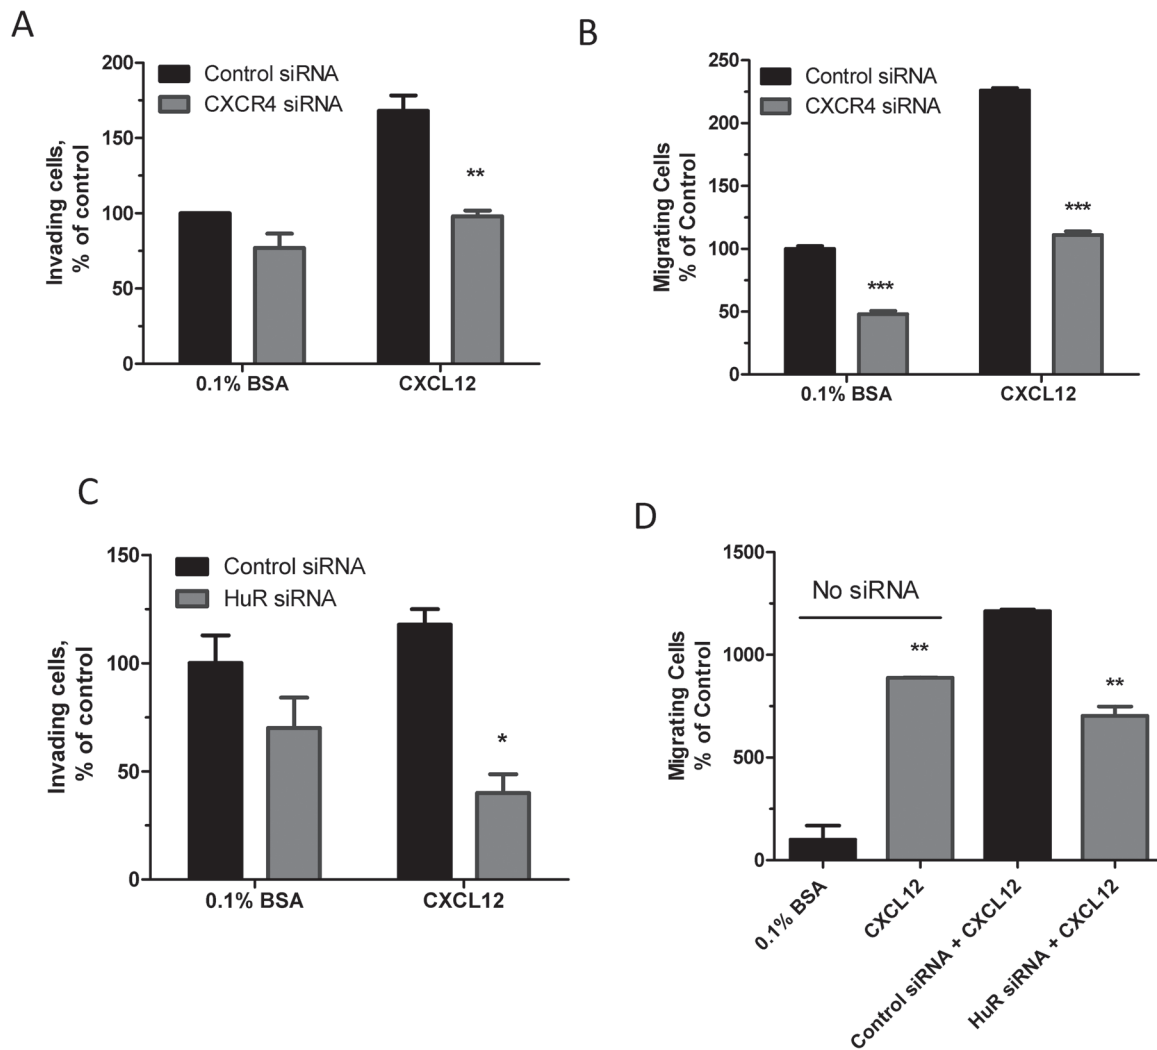 A
200
150
100
50
0
Invading cells,
% of control
Control siRNA
CXCR4 siRNA
**
0.1% BSA
CXCL12
B
250
200
150
100
50
0
Migrating Cells
% of Control
Control siRNA
CXCR4 siRNA
***
***
0.1% BSA
CXCL12
C
150
100
50
0
Invading cells,
% of control
Control siRNA
HuR siRNA
*
0.1% BSA
CXCL12
D
1500
1000
500
0
Migrating Cells
% of Control
No siRNA
**
**
0.1% BSA
CXCL12
Control siRNA + CXCL12
HuR siRNA + CXCL12